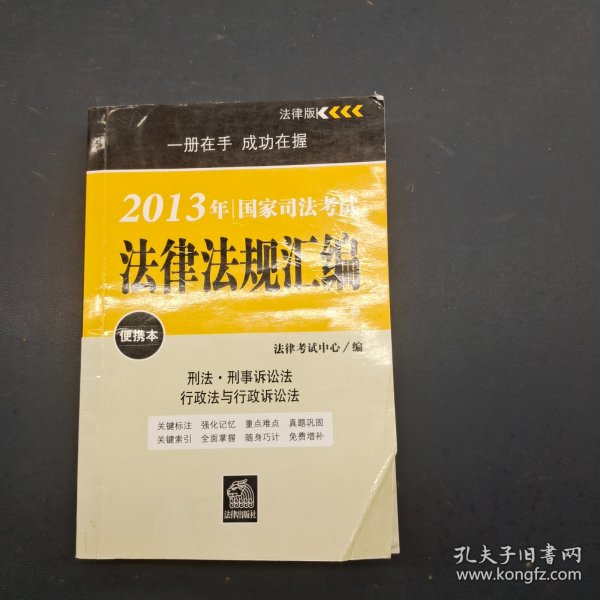 法律版
一册在手 成功在握
2013年 国家司法考试
法律法规汇编
便携本
法律考试中心/编
刑法·刑事诉讼法
行政法与行政诉讼法
关键标注 强化记忆 重点难点 真题巩固
关键索引 全面掌握 随身巧计 免费增补
法律出版社
孔夫子旧书网
www.kongfz.com